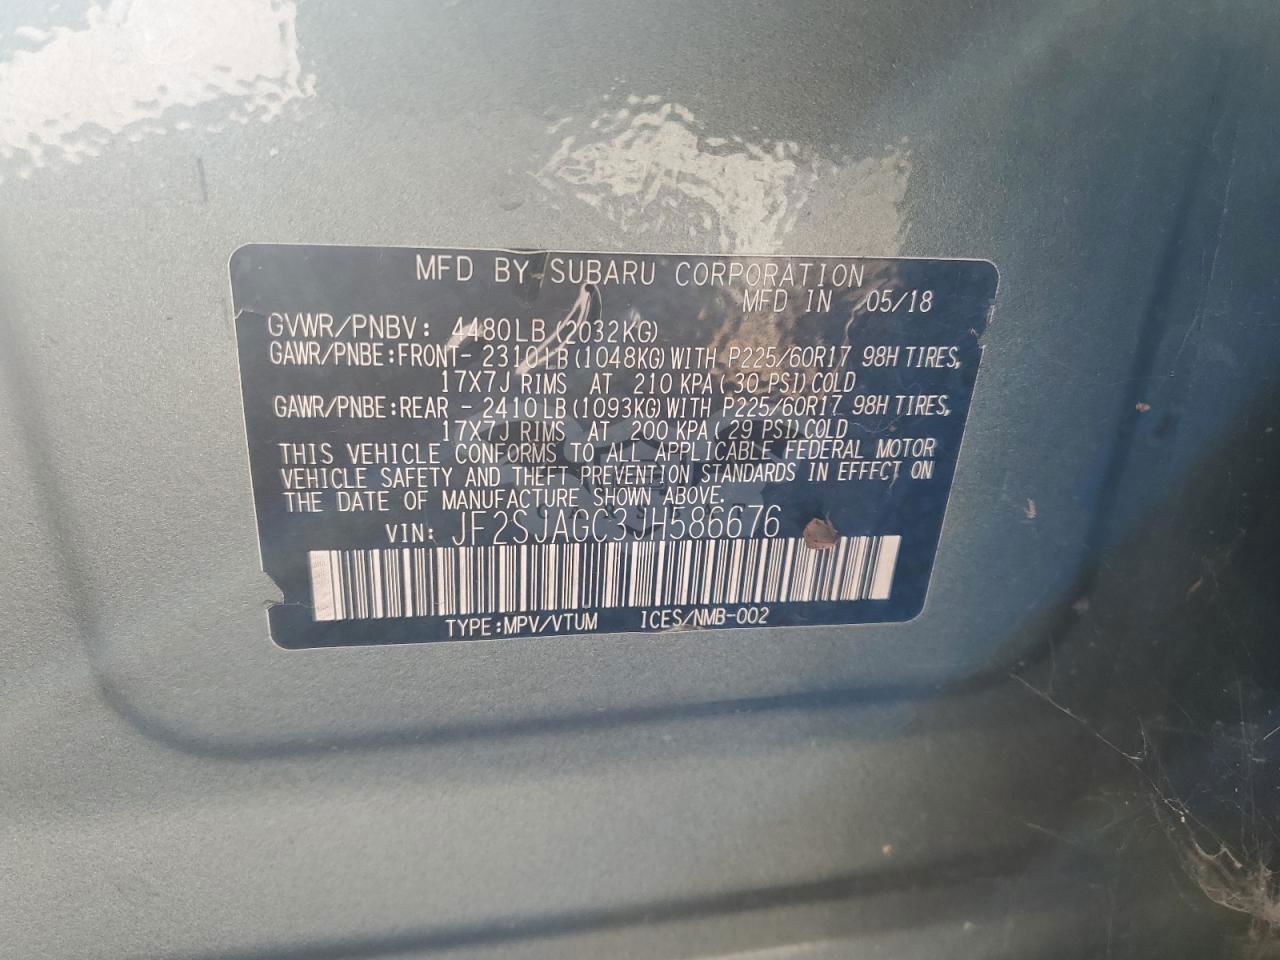 MFD BY SUBARU CORPORATION
MFD IN 05/18
GVWR/PNBV: 4480LB(2032KG)
GAWR/PNBE:FRONT- 2310LB(1048KG)WITH P225/60R17 98H TIRES,
17X7J RIMS AT 210 KPA(30 PSI)COLD
GAWR/PNBE:REAR - 2410LB(1093KG)WITH P225/60R17 98H TIRES,
17X7J RIMS AT 200 KPA(29 PSI)COLD
THIS VEHICLE CONFORMS TO ALL APPLICABLE FEDERAL MOTOR
VEHICLE SAFETY AND THEFT PREVENTION STANDARDS IN EFFECT ON
THE DATE OF MANUFACTURE SHOWN ABOVE.
VIN: JF2SJAGC3JH586676
TYPE:MPV/VTUM ICES/NMB-002